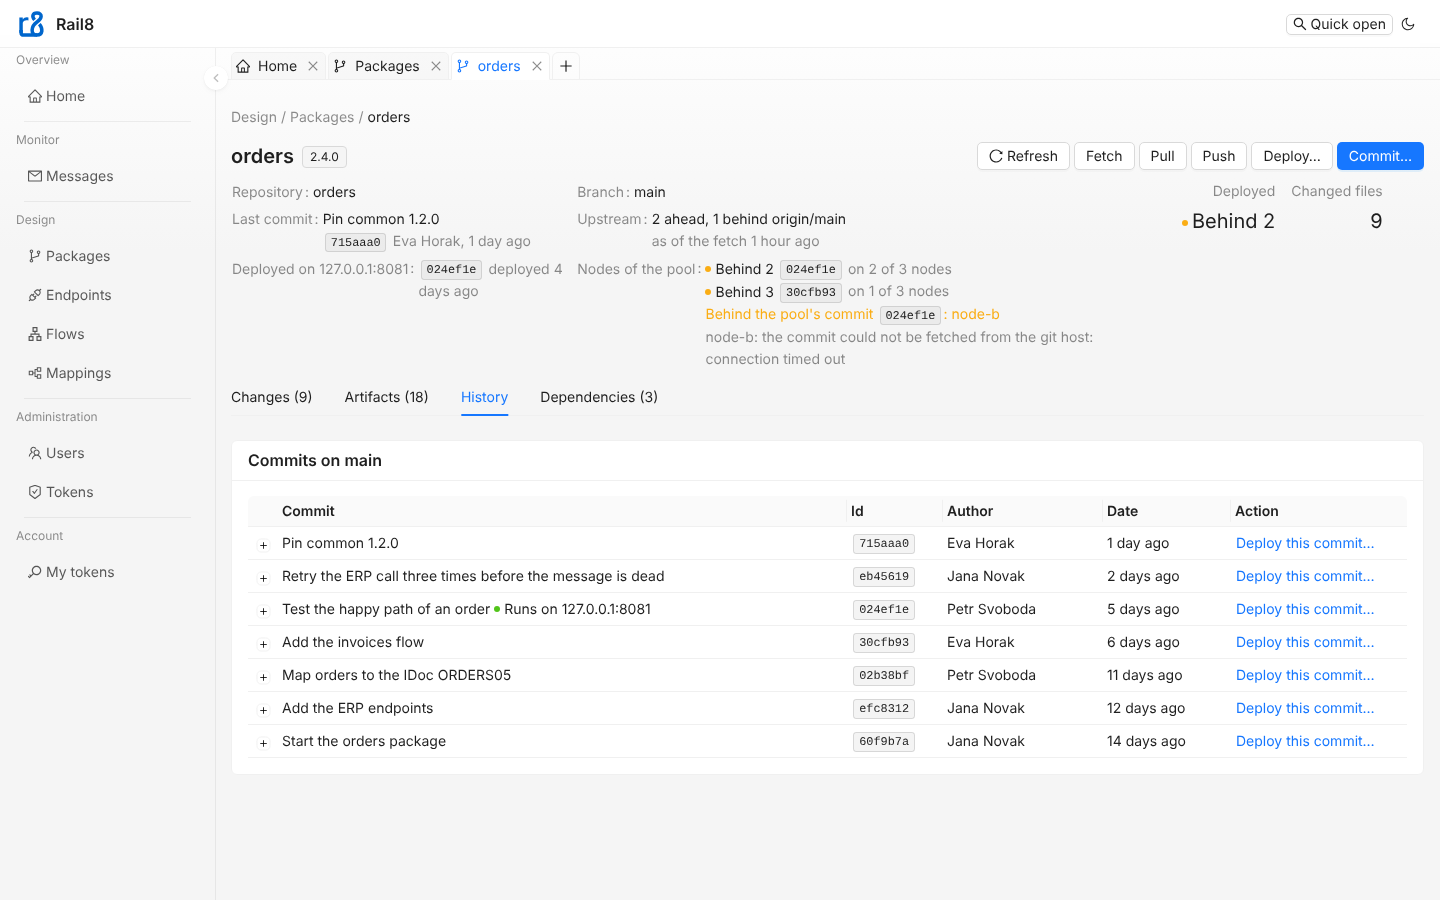 Rail8
Quick open
Overview
Home
Monitor
Messages
Design
Packages
Endpoints
Flows
Mappings
Administration
Users
Tokens
Account
My tokens
Home
Packages
orders
Design / Packages / orders
orders 2.4.0
Refresh
Fetch
Pull
Push
Deploy...
Commit...
Repository: orders
Branch: main
Deployed
Behind 2
Changed files
9
Last commit: Pin common 1.2.0
715aaa0 Eva Horak, 1 day ago
Upstream: 2 ahead, 1 behind origin/main
as of the fetch 1 hour ago
Deployed on 127.0.0.1:8081: 024ef1e deployed 4
days ago
Nodes of the pool: Behind 2 024ef1e on 2 of 3 nodes
Behind 3 30cfb93 on 1 of 3 nodes
Behind the pool's commit 024ef1e : node-b
node-b: the commit could not be fetched from the git host:
connection timed out
Changes (9)
Artifacts (18)
History
Dependencies (3)
Commits on main
Commit Id Author Date Action
+ Pin common 1.2.0 715aaa0 Eva Horak 1 day ago Deploy this commit...
+ Retry the ERP call three times before the message is dead eb45619 Jana Novak 2 days ago Deploy this commit...
+ Test the happy path of an order Runs on 127.0.0.1:8081 024ef1e Petr Svoboda 5 days ago Deploy this commit...
+ Add the invoices flow 30cfb93 Eva Horak 6 days ago Deploy this commit...
+ Map orders to the IDoc ORDERS05 02b38bf Petr Svoboda 11 days ago Deploy this commit...
+ Add the ERP endpoints efc8312 Jana Novak 12 days ago Deploy this commit...
+ Start the orders package 60f9b7a Jana Novak 14 days ago Deploy this commit...